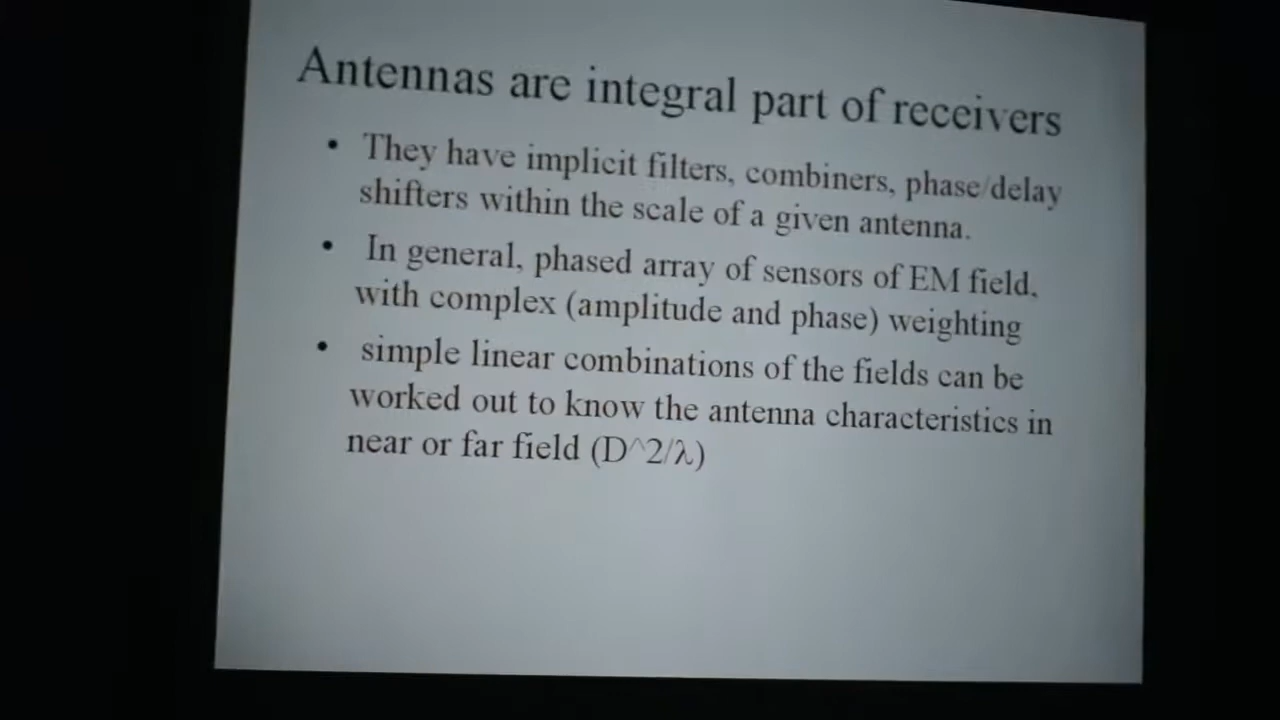 Antennas are integral part of receivers
• They have implicit filters, combiners, phase/delay
shifters within the scale of a given antenna.
• In general, phased array of sensors of EM field,
with complex (amplitude and phase) weighting
• simple linear combinations of the fields can be
worked out to know the antenna characteristics in
near or far field (D^2/λ)